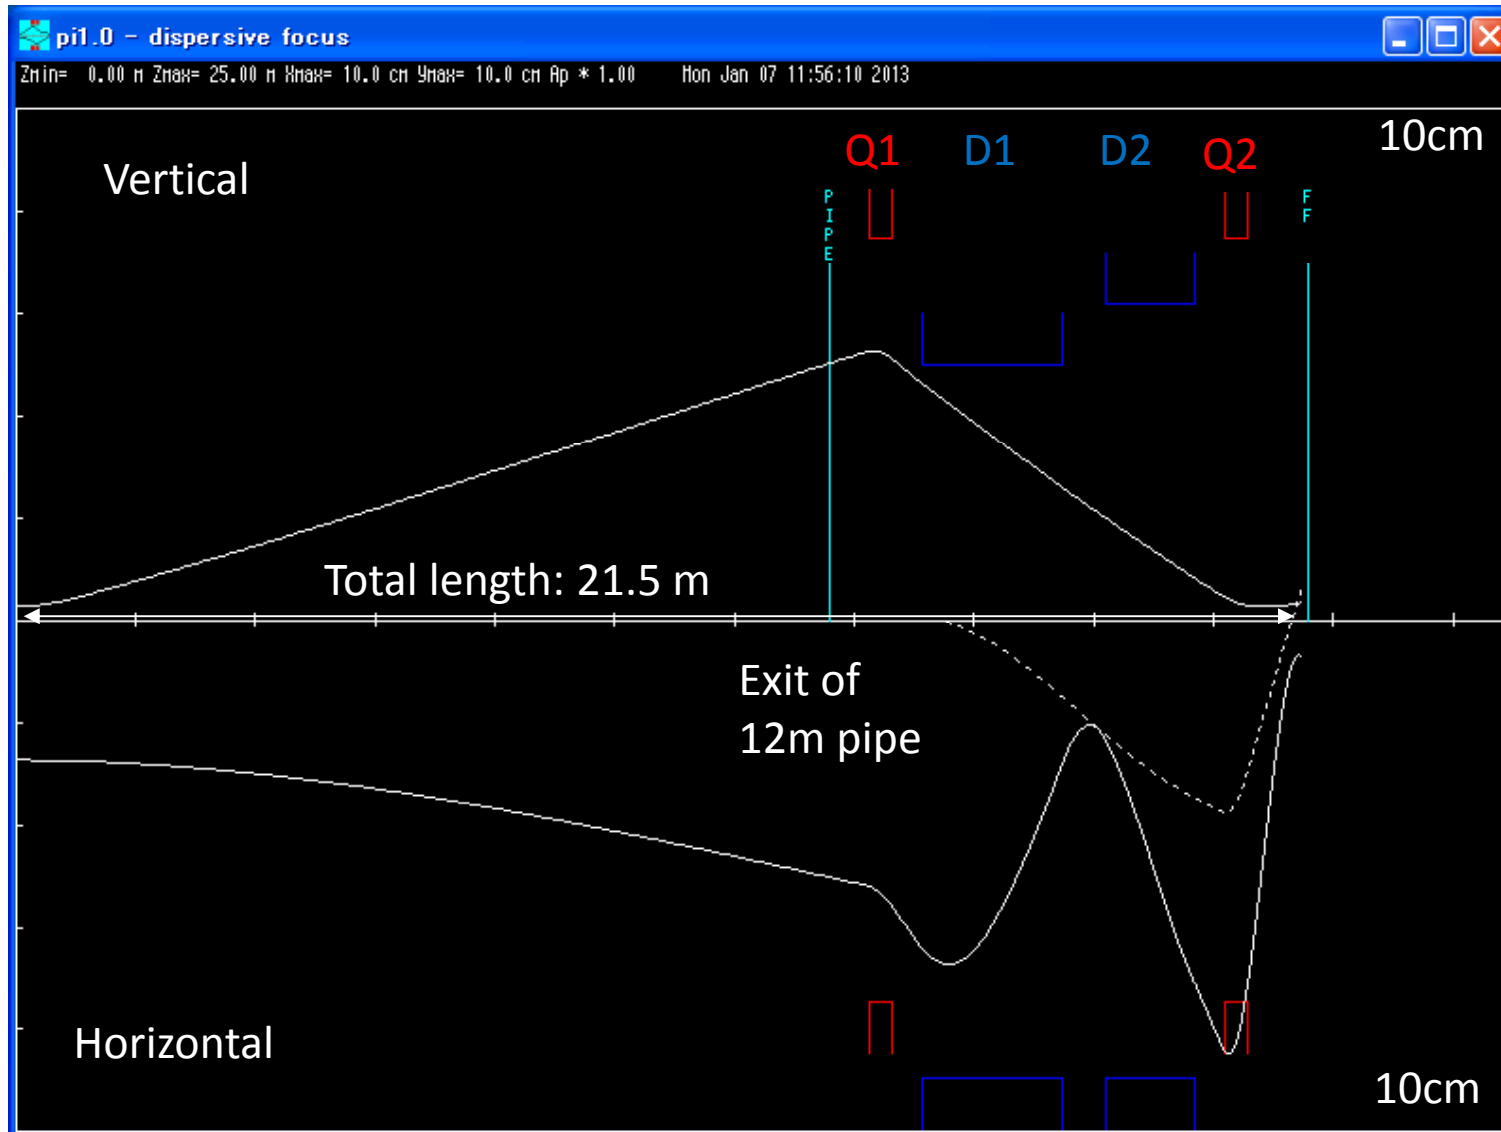 pi1.0 - dispersive focus
Zmin=  0.00 m Zmax= 25.00 m Xmax= 10.0 cm Ymax= 10.0 cm Ap * 1.00    Mon Jan 07 11:56:10 2013
10cm
Q1 D1 D2 Q2
Vertical
PIPE
FF
Total length: 21.5 m
Exit of
12m pipe
Horizontal
10cm